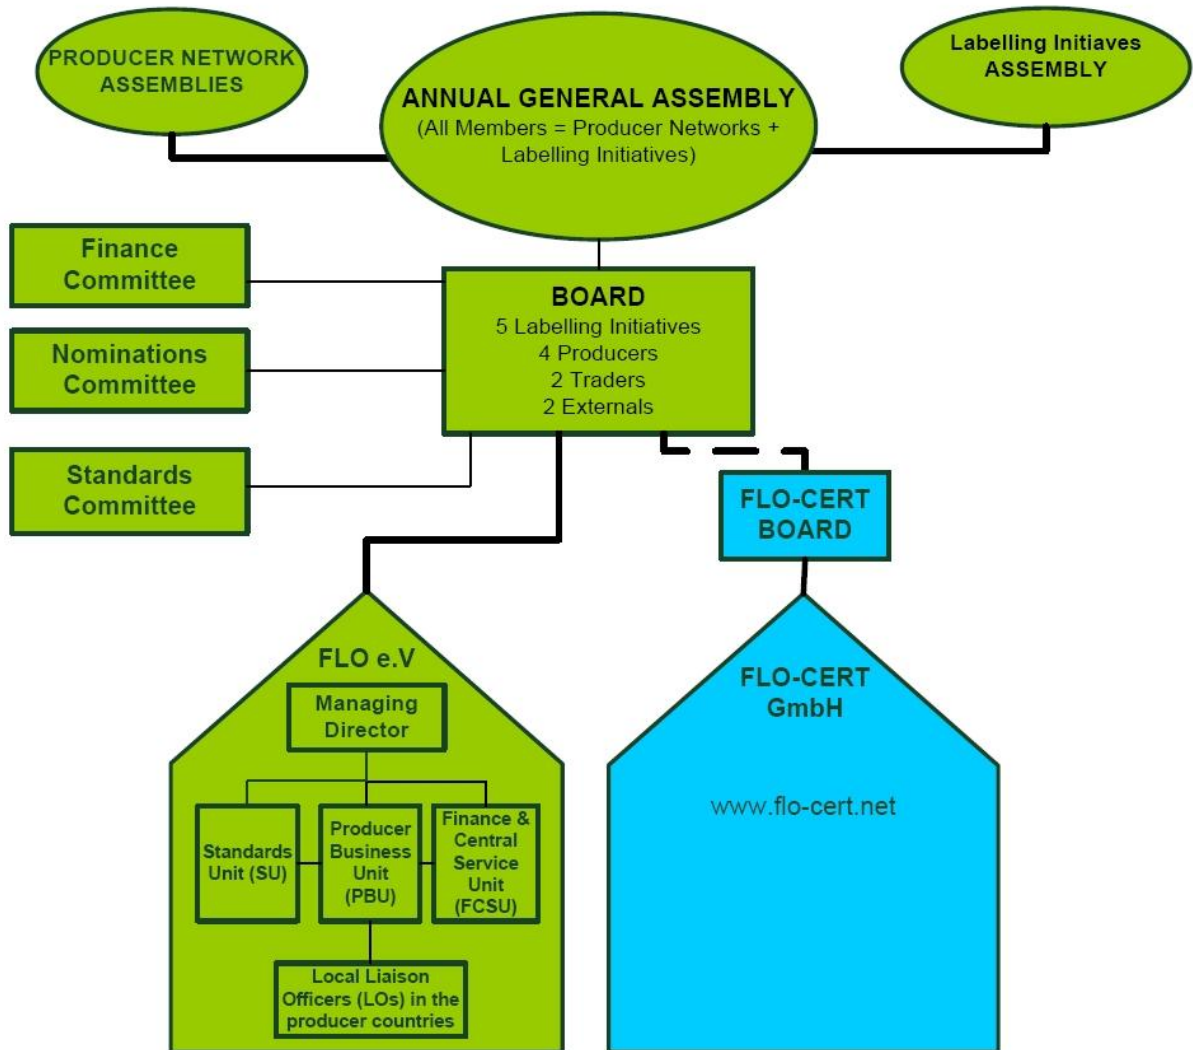 PRODUCER NETWORK
ASSEMBLIES
ANNUAL GENERAL ASSEMBLY
(All Members = Producer Networks +
Labelling Initiatives)
Labelling Initiaves
ASSEMBLY
Finance
Committee
Nominations
Committee
Standards
Committee
BOARD
5 Labelling Initiatives
4 Producers
2 Traders
2 Externals
FLO-CERT
BOARD
FLO e.V
Managing
Director
Standards
Unit (SU)
Producer
Business
Unit
(PBU)
Finance &
Central
Service
Unit
(FCSU)
Local Liaison
Officers (LOs) in the
producer countries
FLO-CERT
GmbH
www.flo-cert.net